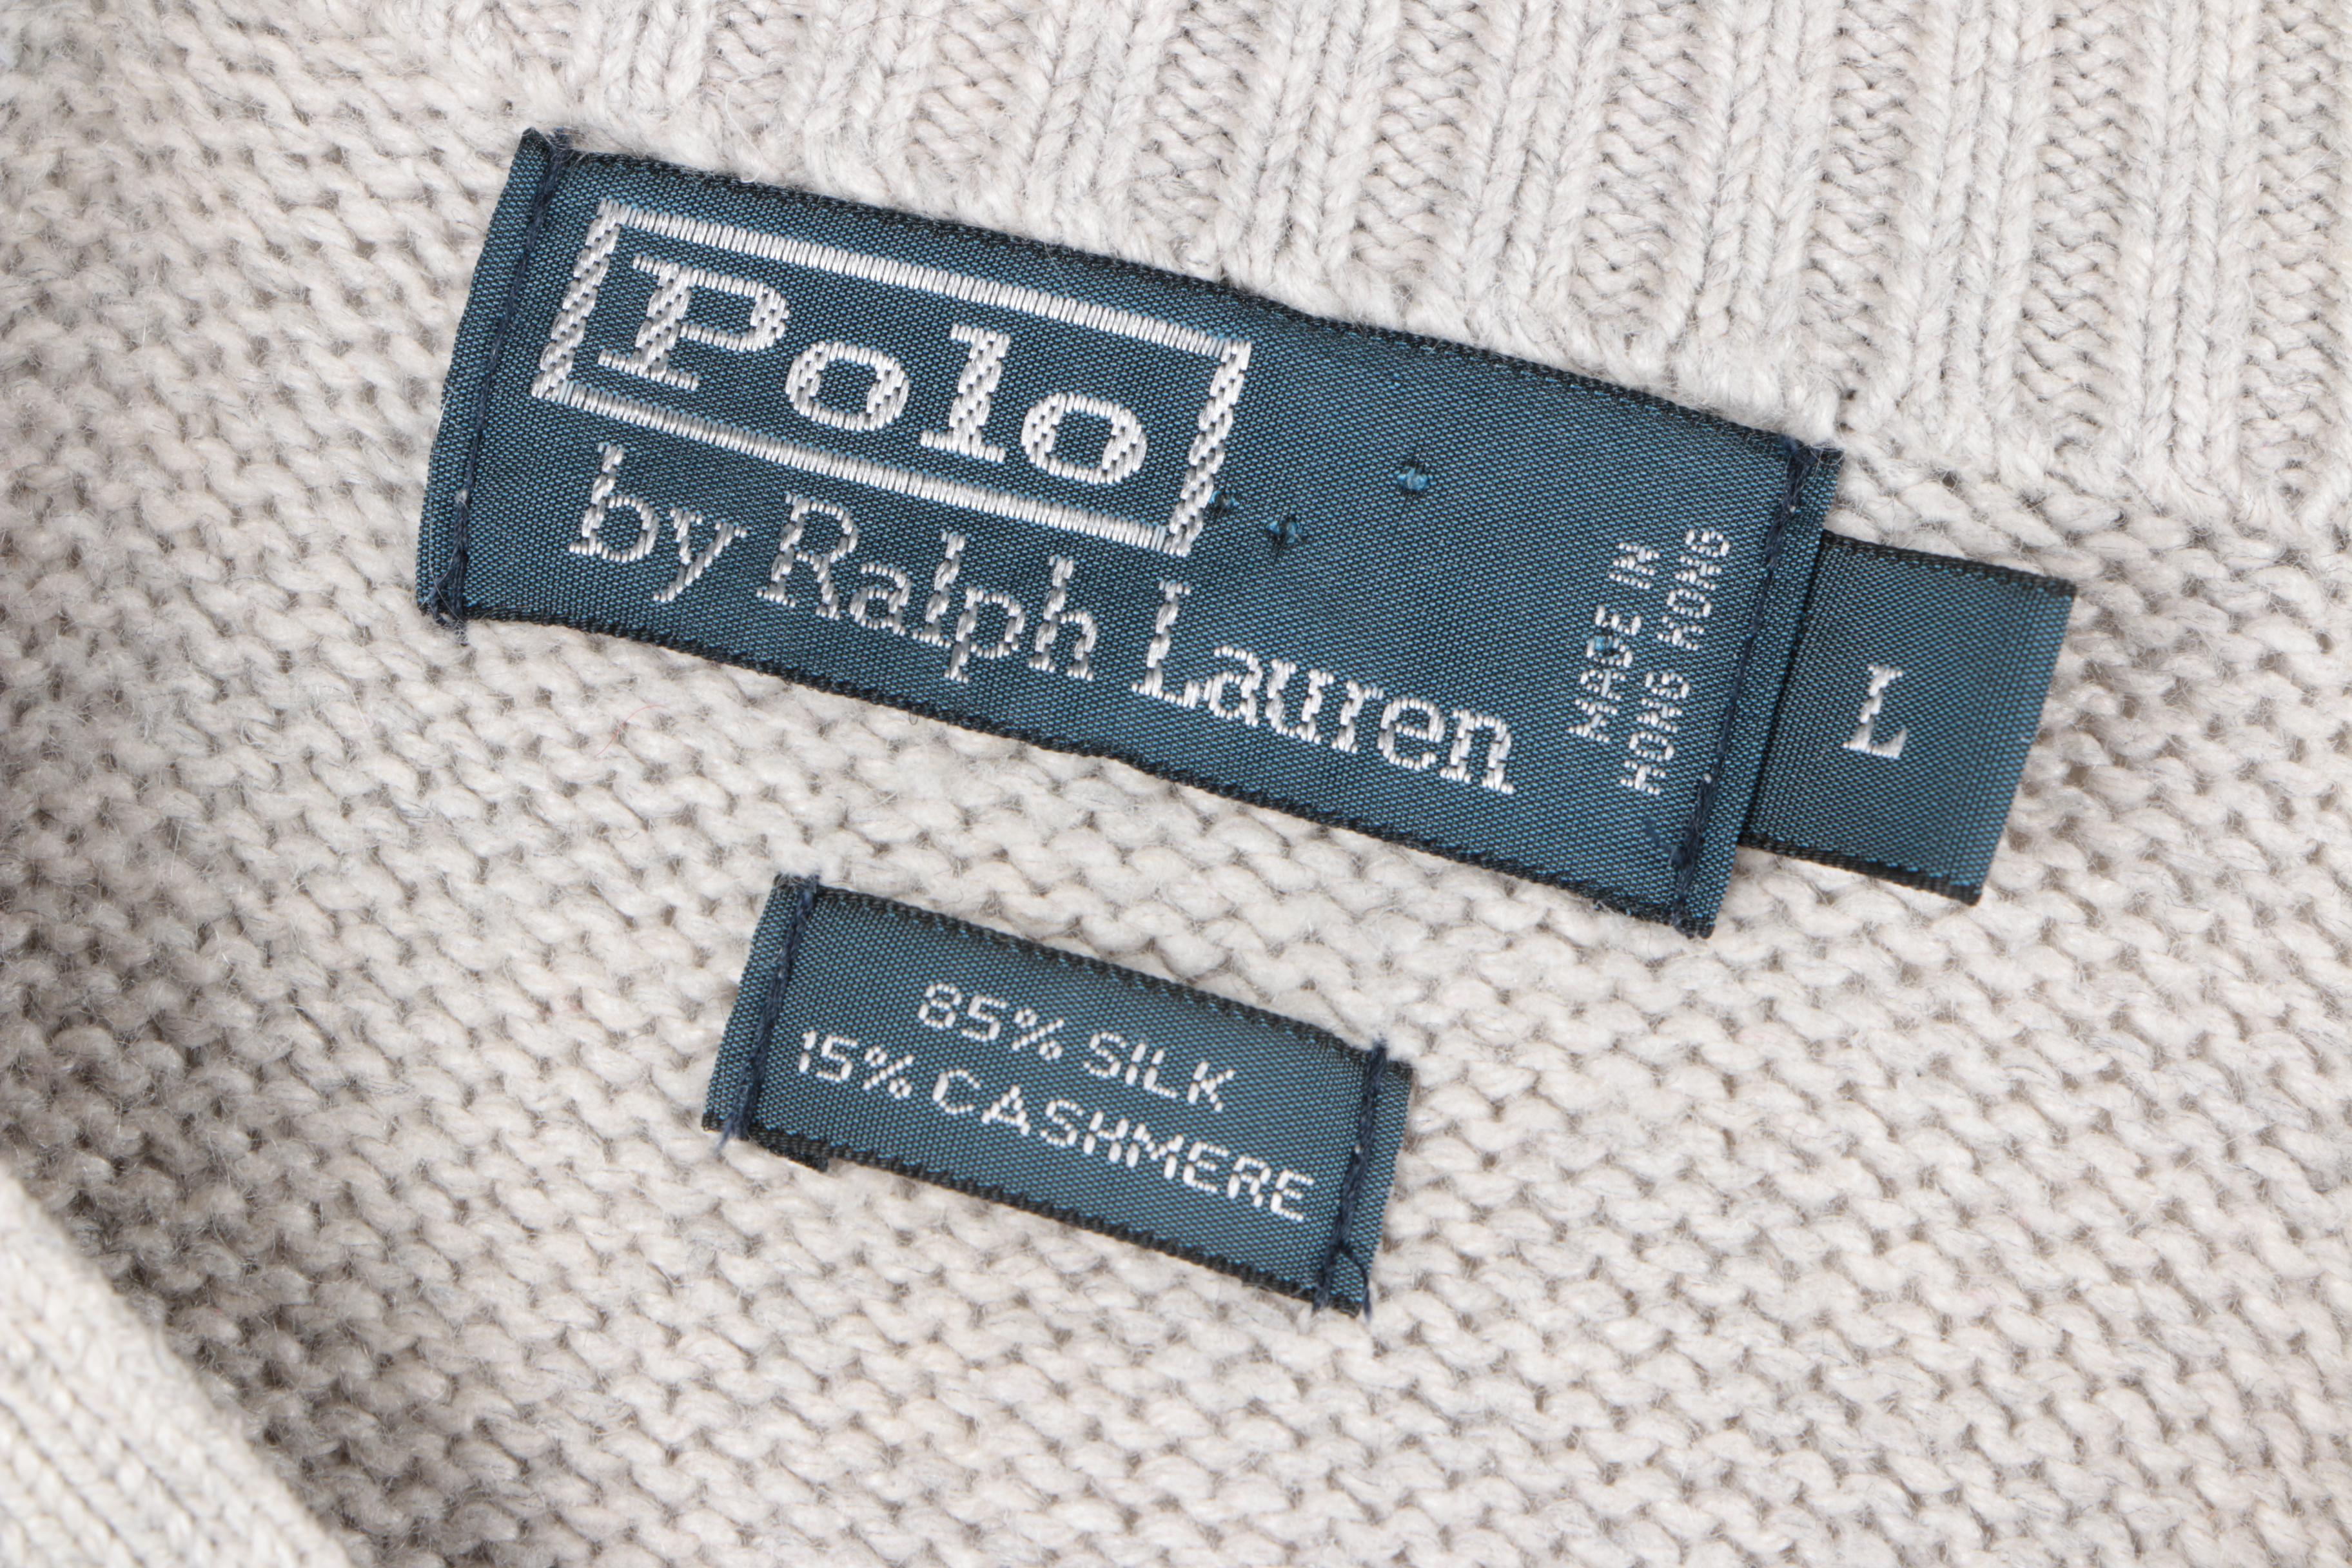 Polo
by Ralph Lauren
MADE IN
HONG KONG
L
85% SILK
15% CASHMERE